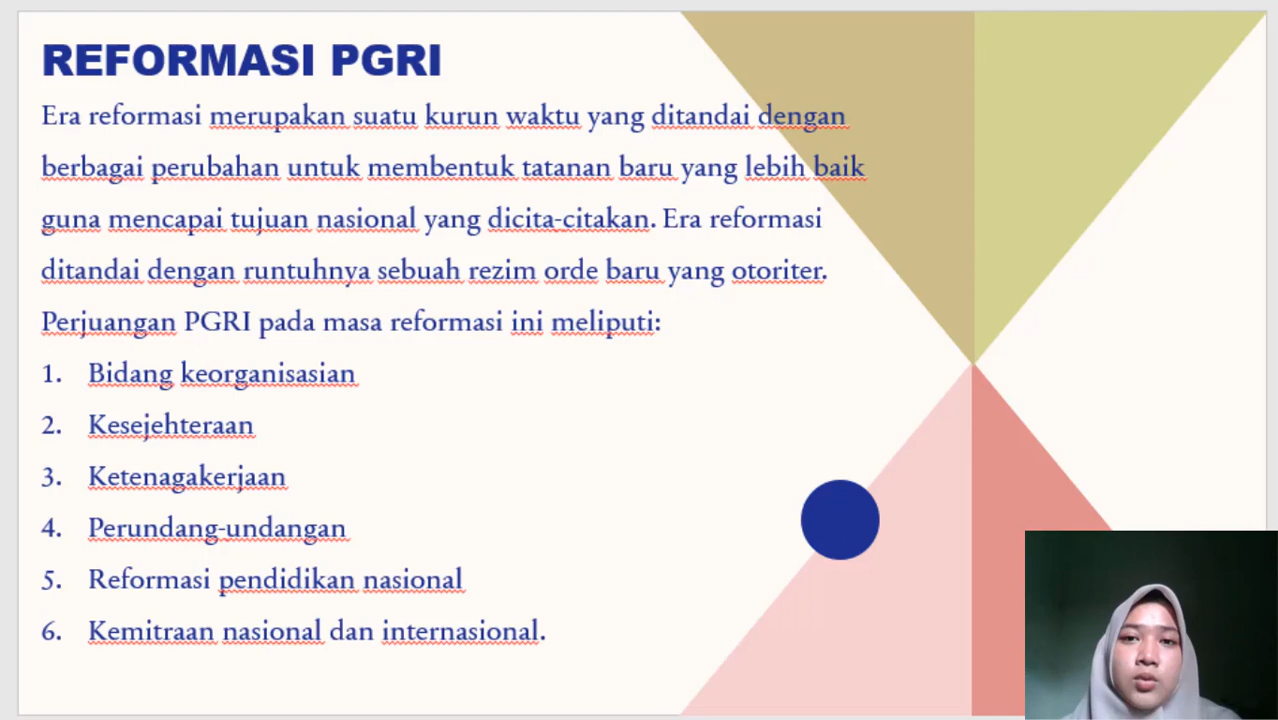 REFORMASI PGRI
Era reformasi merupakan suatu kurun waktu yang ditandai dengan
berbagai perubahan untuk membentuk tatanan baru yang lebih baik
guna mencapai tujuan nasional yang dicita-citakan. Era reformasi
ditandai dengan runtuhnya sebuah rezim orde baru yang otoriter.
Perjuangan PGRI pada masa reformasi ini meliputi:
1. Bidang keorganisasian
2. Kesejehteraan
3. Ketenagakerjaan
4. Perundang-undangan
5. Reformasi pendidikan nasional
6. Kemitraan nasional dan internasional.